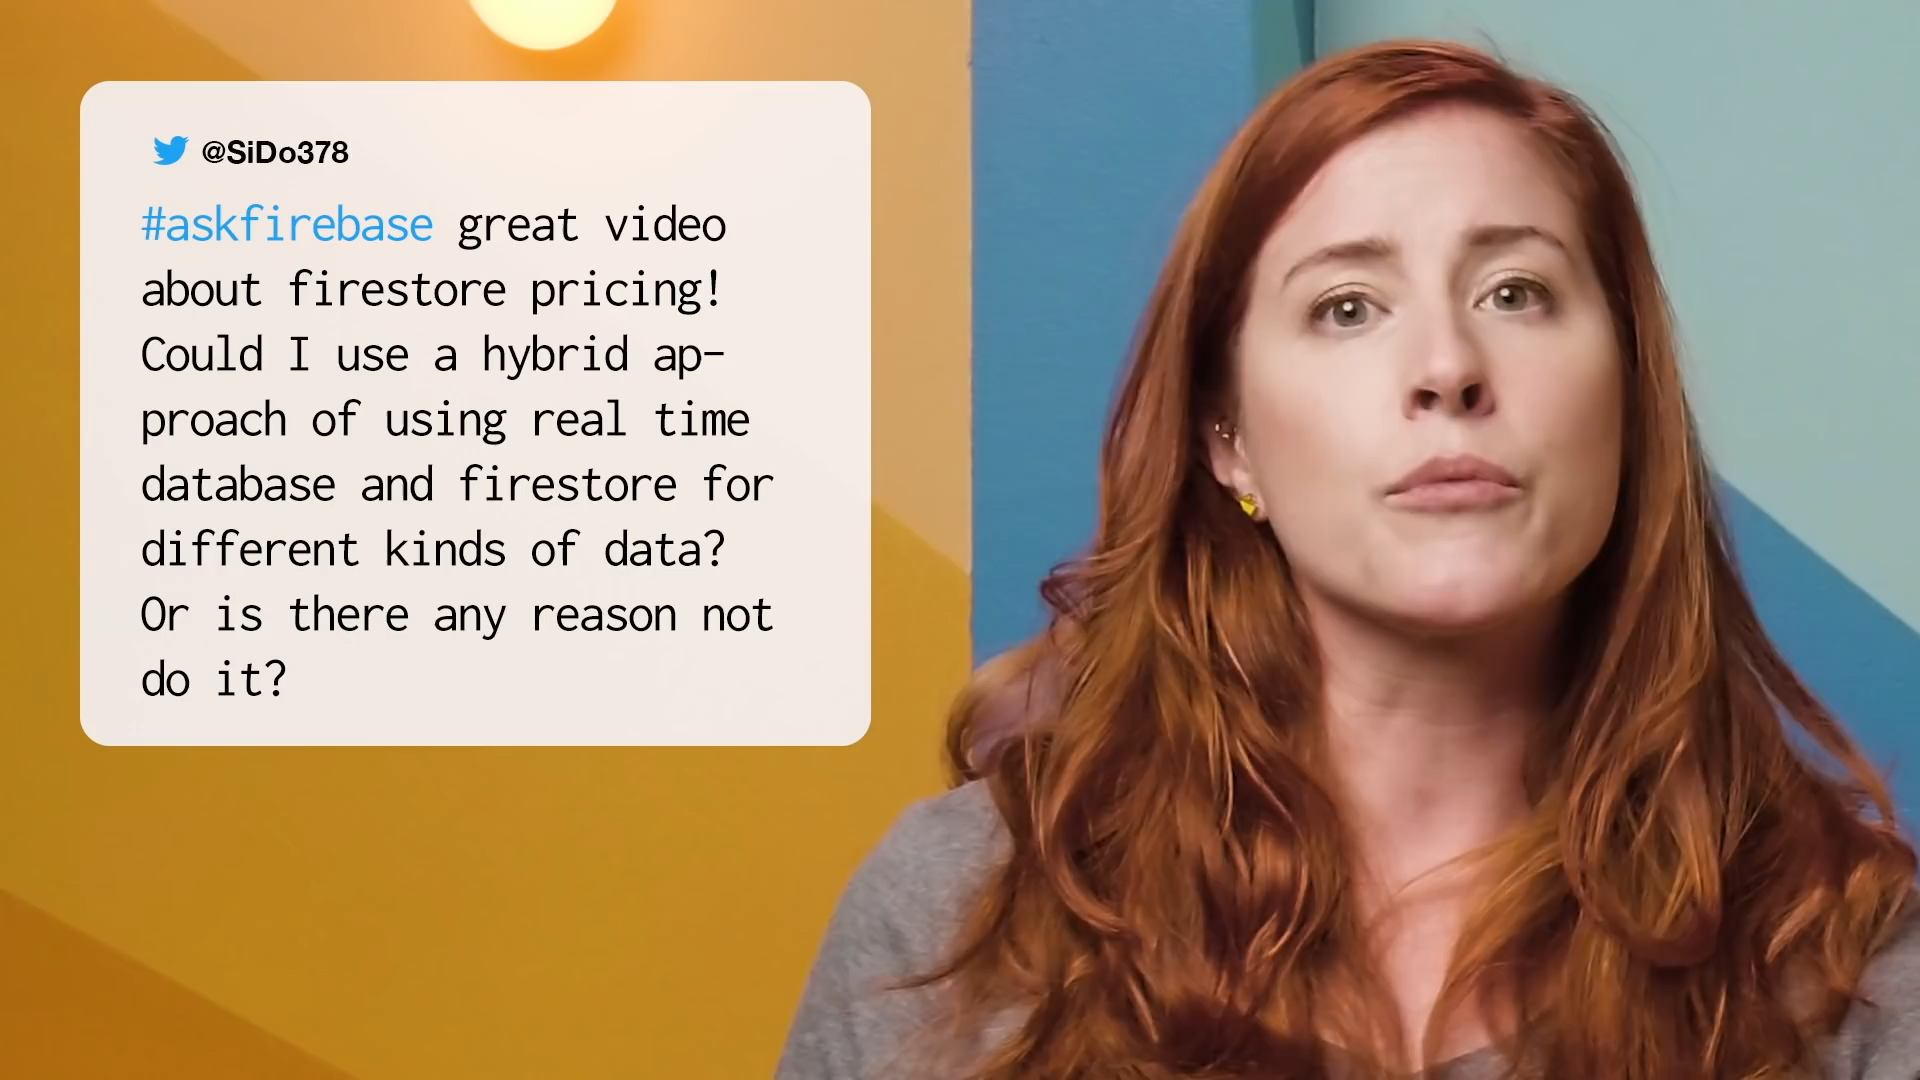 @SiDo378
#askfirebase great video
about firestore pricing!
Could I use a hybrid ap-
proach of using real time
database and firestore for
different kinds of data?
Or is there any reason not
do it?